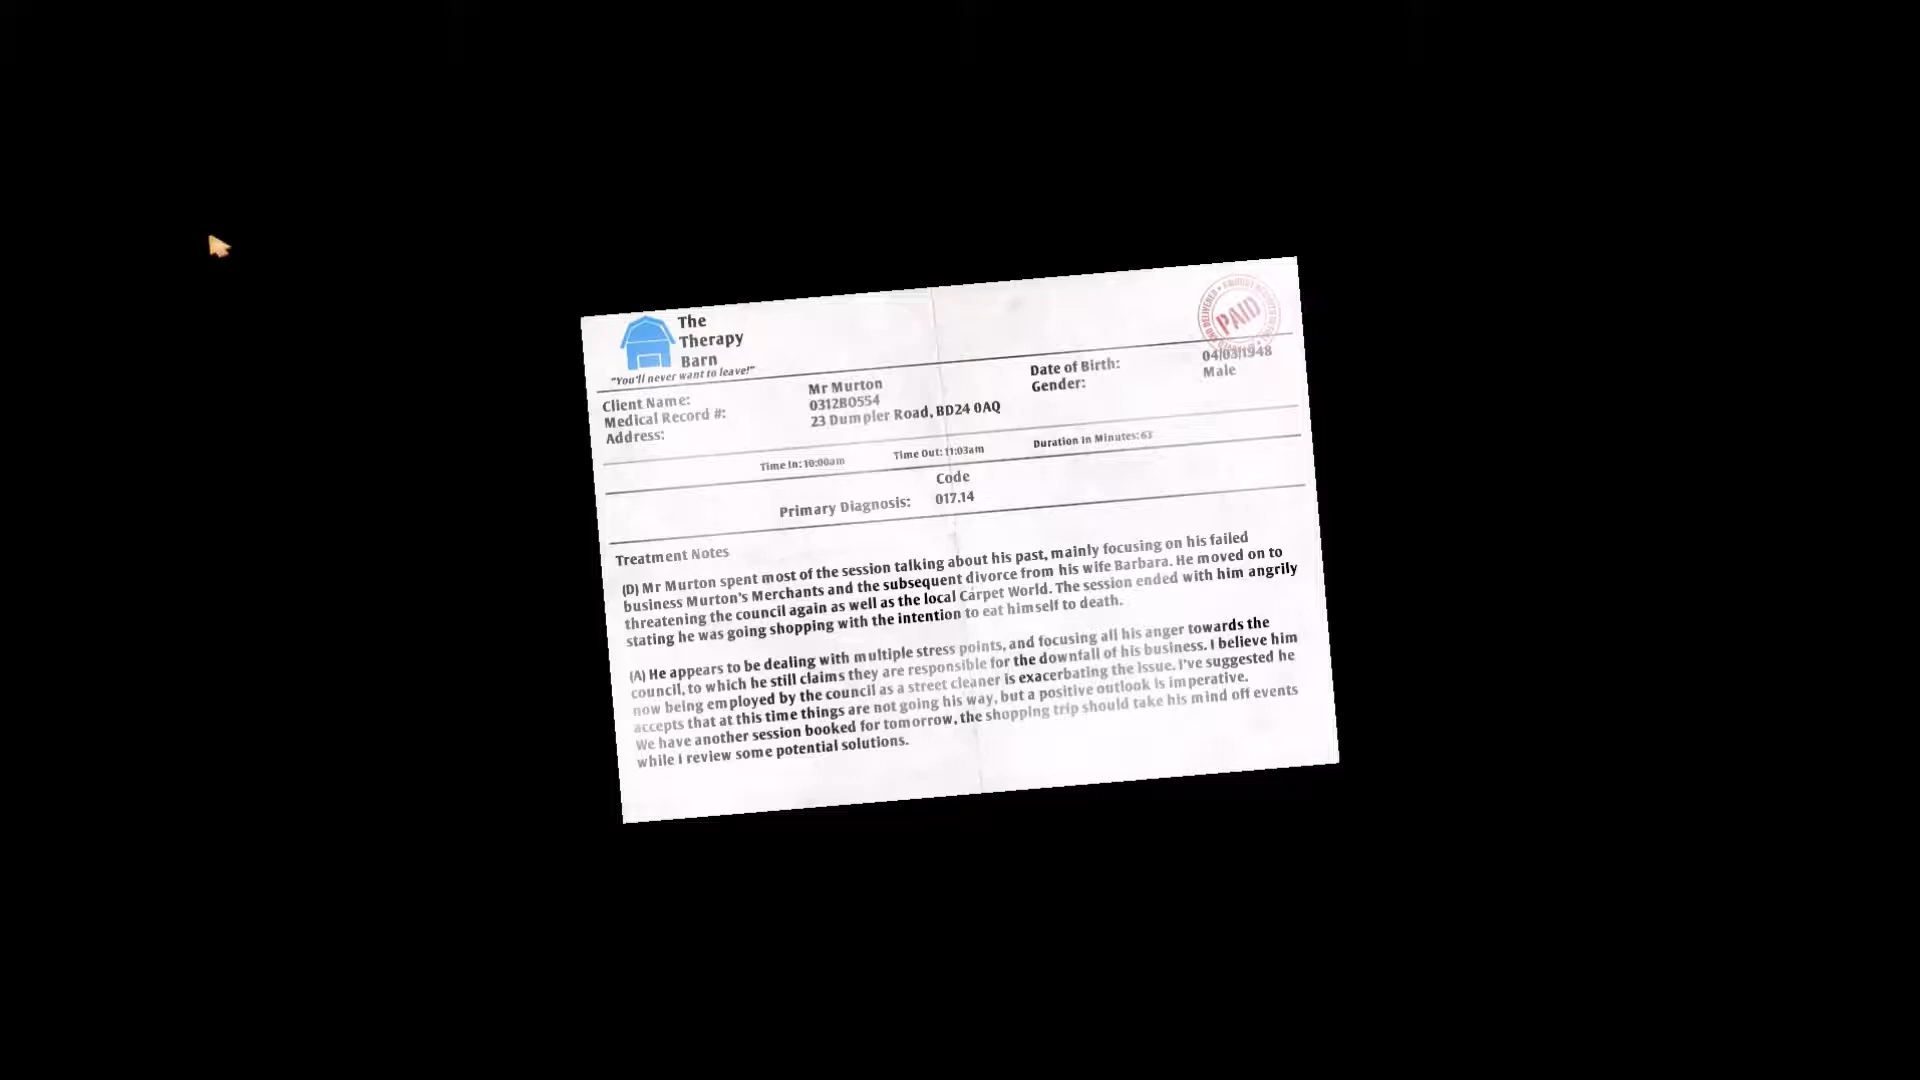 The
Therapy
Barn
"You'll never want to leave!"
PAID
Client Name: Mr Murton
Medical Record #: 0312B0554
Address: 23 Dumpler Road, BD24 0AQ
Date of Birth: 04/03/1948
Gender: Male
Time In: 10:00am Time Out: 11:03am Duration In Minutes: 63
Code
Primary Diagnosis: 017.14
Treatment Notes
(D) Mr Murton spent most of the session talking about his past, mainly focusing on his failed
business Murton's Merchants and the subsequent divorce from his wife Barbara. He moved on to
threatening the council again as well as the local Carpet World. The session ended with him angrily
stating he was going shopping with the intention to eat himself to death.
(A) He appears to be dealing with multiple stress points, and focusing all his anger towards the
council, to which he still claims they are responsible for the downfall of his business. I believe him
now being employed by the council as a street cleaner is exacerbating the issue. I've suggested he
accepts that at this time things are not going his way, but a positive outlook is imperative.
We have another session booked for tomorrow, the shopping trip should take his mind off events
while I review some potential solutions.